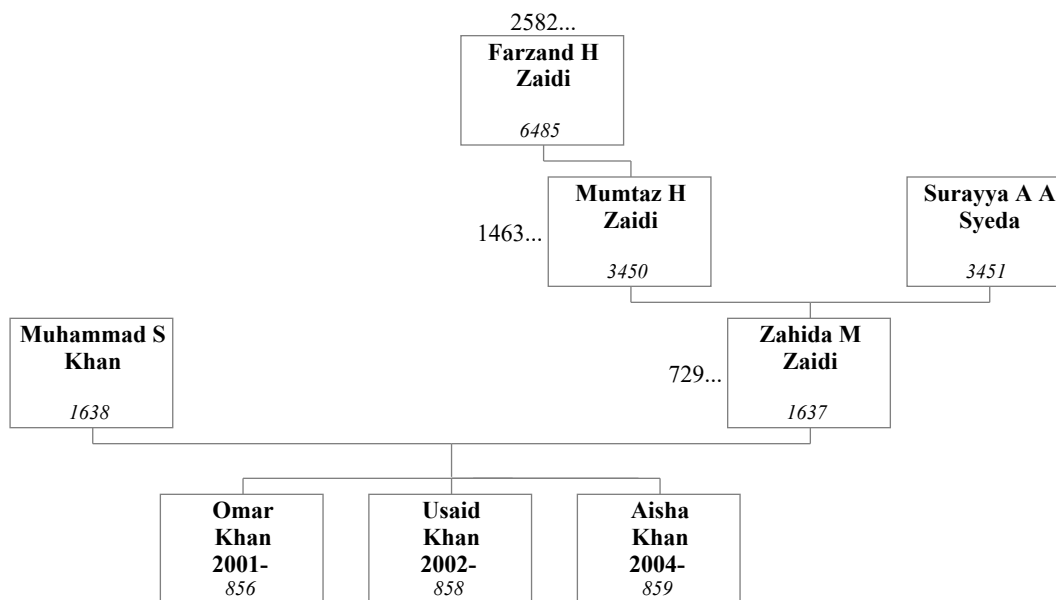 2582...
Farzand H
Zaidi
6485
Mumtaz H
Zaidi
3450
1463...
Surayya A A
Syeda
3451
Muhammad S
Khan
1638
729...
Zahida M
Zaidi
1637
Omar
Khan
2001-
856
Usaid
Khan
2002-
858
Aisha
Khan
2004-
859